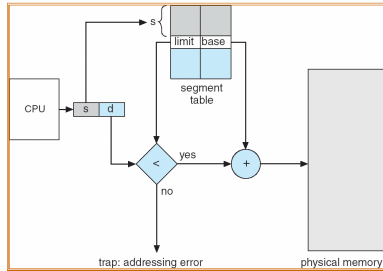 s
limit base
segment
table
CPU
s d
<
yes
+
no
trap: addressing error
physical memory